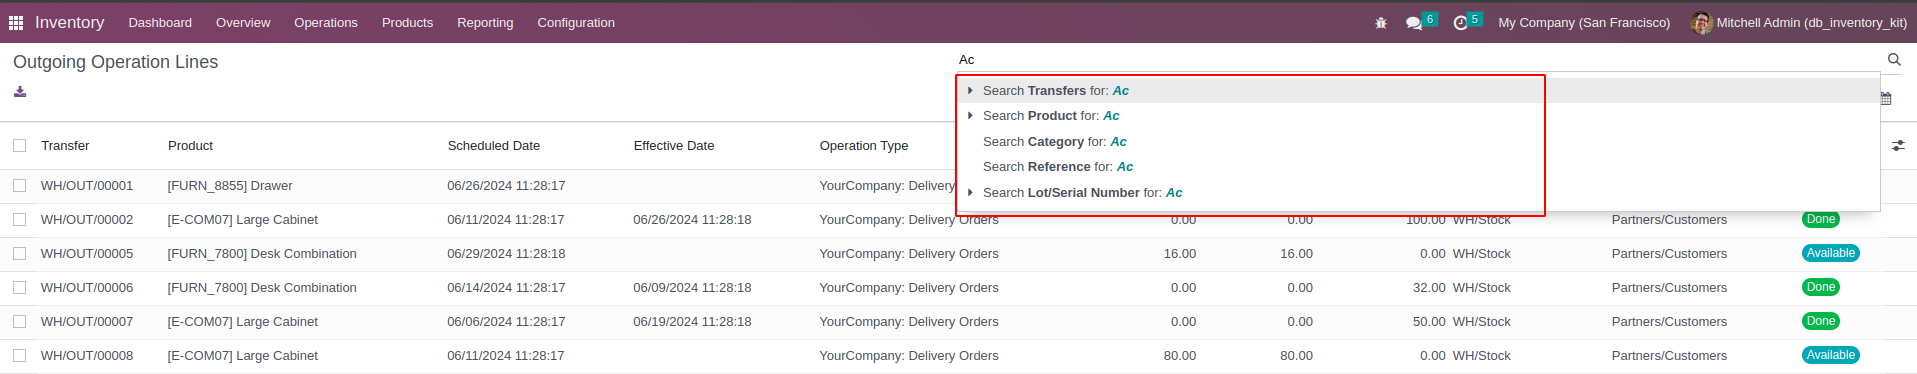 Inventory Dashboard Overview Operations Products Reporting Configuration 6 5 My Company (San Francisco) Mitchell Admin (db_inventory_kit)
Outgoing Operation Lines Ac
Search Transfers for: Ac
Search Product for: Ac
Search Category for: Ac
Search Reference for: Ac
Search Lot/Serial Number for: Ac
Transfer Product Scheduled Date Effective Date Operation Type
WH/OUT/00001 [FURN_8855] Drawer 06/26/2024 11:28:17 YourCompany: Delivery
WH/OUT/00002 [E-COM07] Large Cabinet 06/11/2024 11:28:17 06/26/2024 11:28:18 YourCompany: Delivery Orders 0.00 0.00 100.00 WH/Stock Partners/Customers Done
WH/OUT/00005 [FURN_7800] Desk Combination 06/29/2024 11:28:18 YourCompany: Delivery Orders 16.00 16.00 0.00 WH/Stock Partners/Customers Available
WH/OUT/00006 [FURN_7800] Desk Combination 06/14/2024 11:28:17 06/09/2024 11:28:18 YourCompany: Delivery Orders 0.00 0.00 32.00 WH/Stock Partners/Customers Done
WH/OUT/00007 [E-COM07] Large Cabinet 06/06/2024 11:28:17 06/19/2024 11:28:18 YourCompany: Delivery Orders 0.00 0.00 50.00 WH/Stock Partners/Customers Done
WH/OUT/00008 [E-COM07] Large Cabinet 06/11/2024 11:28:17 YourCompany: Delivery Orders 80.00 80.00 0.00 WH/Stock Partners/Customers Available